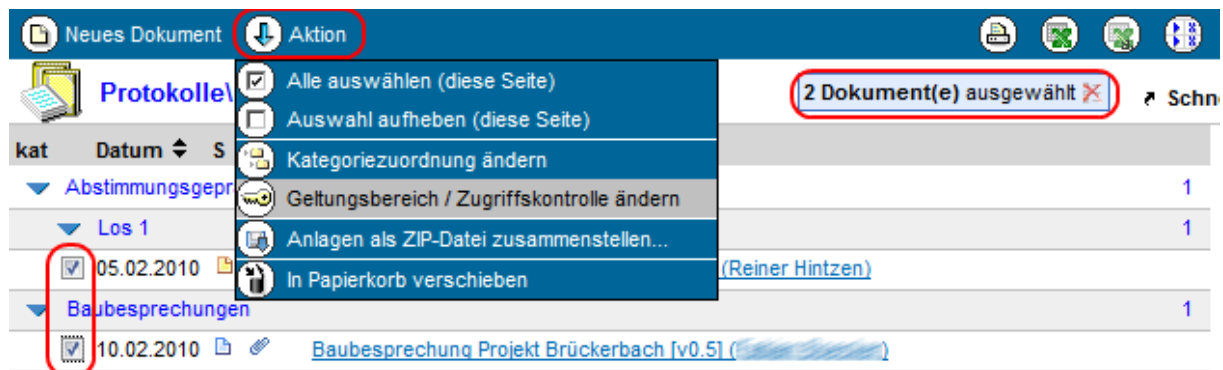 Neues Dokument Aktion
Protokolle\ Alle auswählen (diese Seite) 2 Dokument(e) ausgewählt Schn
Auswahl aufheben (diese Seite)
kat Datum S Kategoriezuordnung ändern
Abstimmungsgepr Geltungsbereich / Zugriffskontrolle ändern 1
Los 1 Anlagen als ZIP-Datei zusammenstellen... 1
05.02.2010 In Papierkorb verschieben (Reiner Hintzen)
Baubesprechungen 1
10.02.2010 Baubesprechung Projekt Brückerbach [v0.5] ( )